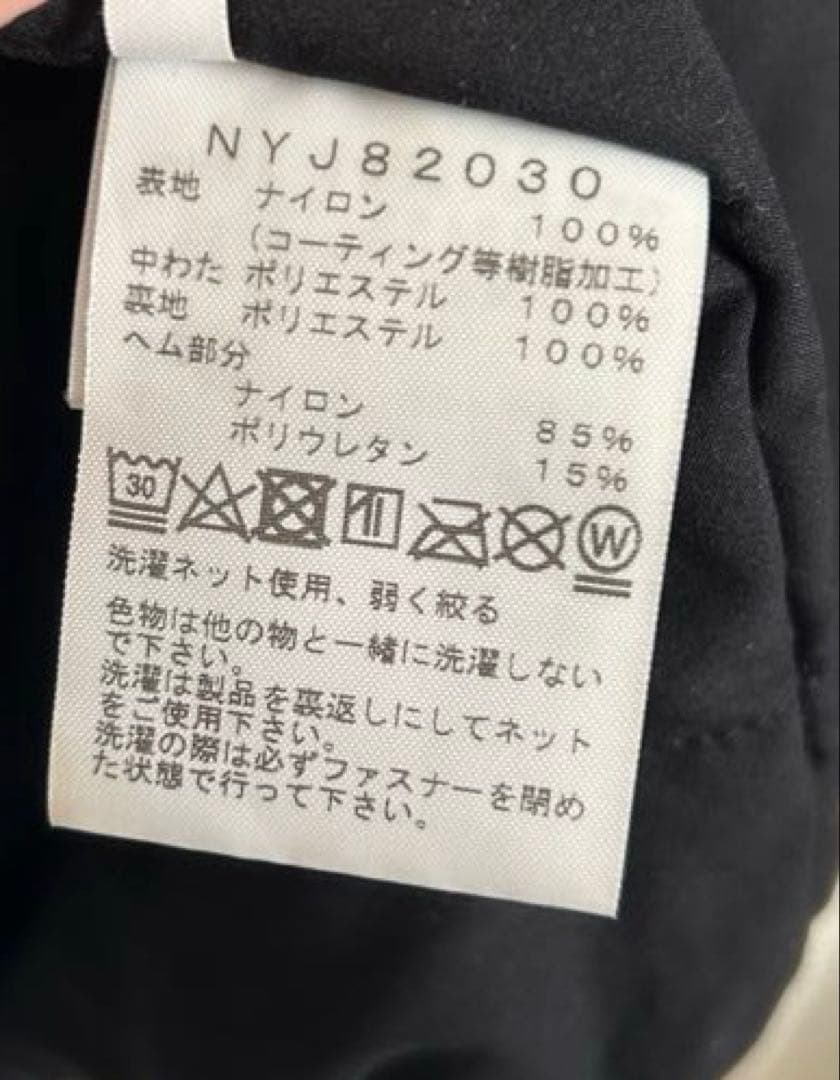 NYJ82030
表地 ナイロン 100%
(コーティング等樹脂加工)
中わた ポリエステル 100%
裏地 ポリエステル 100%
ヘム部分
ナイロン 85%
ポリウレタン 15%
30 W
洗濯ネット使用、弱く絞る
色物は他の物と一緒に洗濯しない
で下さい。
洗濯は製品を裏返しにしてネット
をご使用下さい。
洗濯の際は必ずファスナーを閉め
た状態で行って下さい。